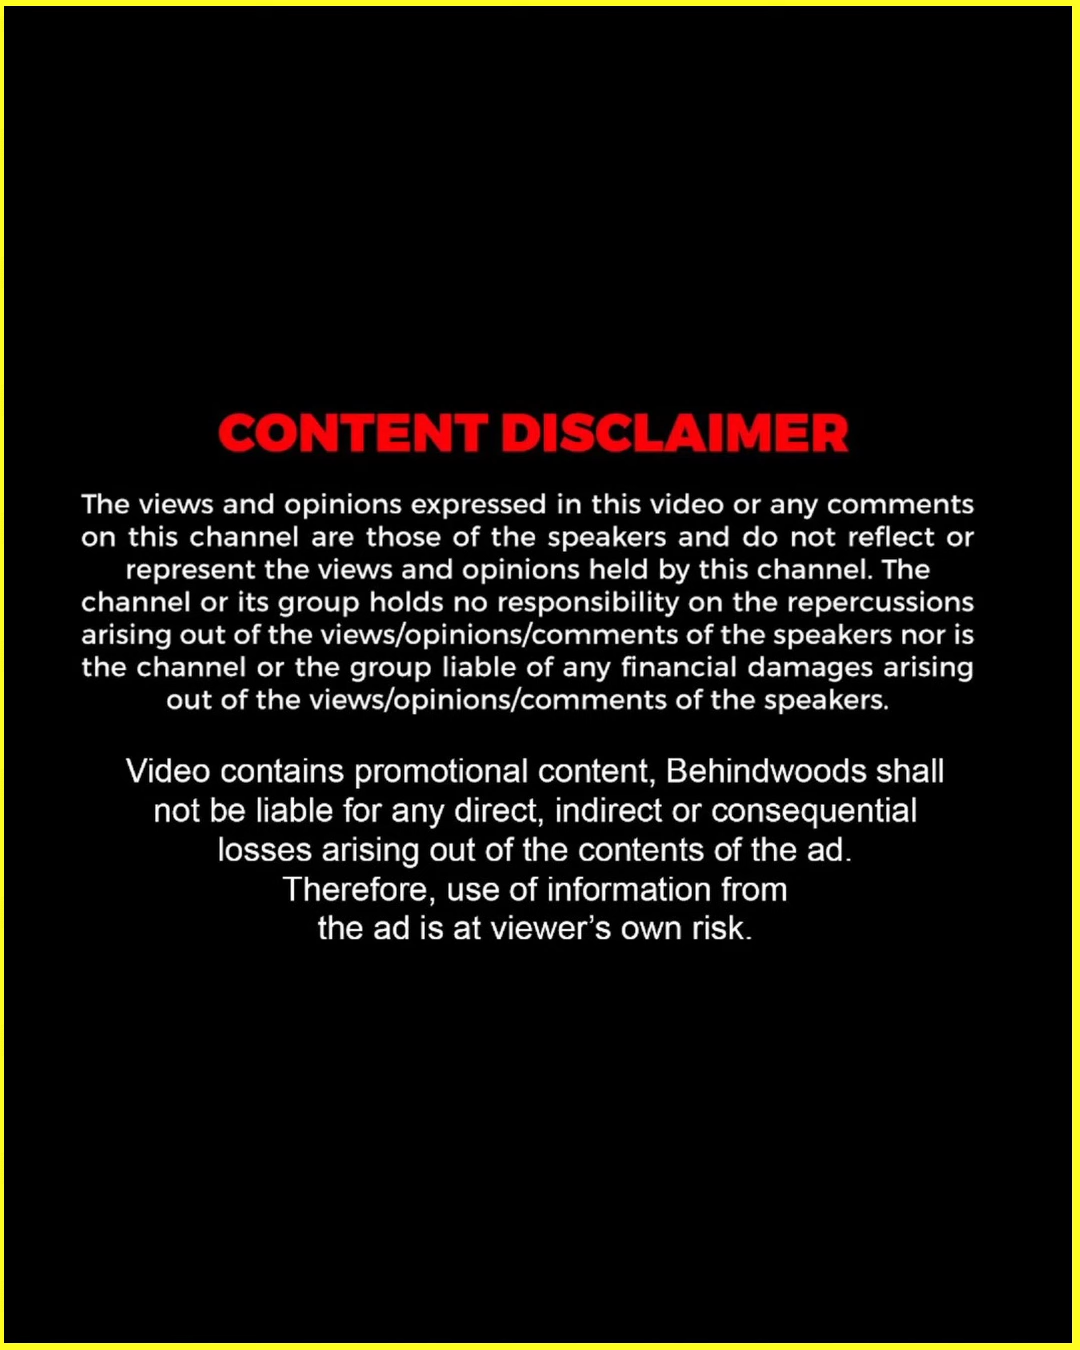 CONTENT DISCLAIMER
The views and opinions expressed in this video or any comments
on this channel are those of the speakers and do not reflect or
represent the views and opinions held by this channel. The
channel or its group holds no responsibility on the repercussions
arising out of the views/opinions/comments of the speakers nor is
the channel or the group liable of any financial damages arising
out of the views/opinions/comments of the speakers.
Video contains promotional content, Behindwoods shall
not be liable for any direct, indirect or consequential
losses arising out of the contents of the ad.
Therefore, use of information from
the ad is at viewer’s own risk.